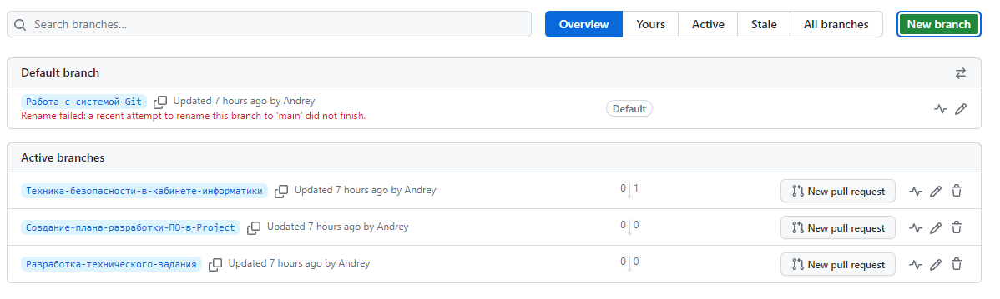 Search branches...
Overview Yours Active Stale All branches New branch
Default branch
Работа-с-системой-Git Updated 7 hours ago by Andrey
Default
Rename failed: a recent attempt to rename this branch to 'main' did not finish.
Active branches
Техника-безопасности-в-кабинете-информатики Updated 7 hours ago by Andrey 0 1 New pull request
Создание-плана-разработки-ПО-в-Project Updated 7 hours ago by Andrey 0 0 New pull request
Разработка-технического-задания Updated 7 hours ago by Andrey 0 0 New pull request